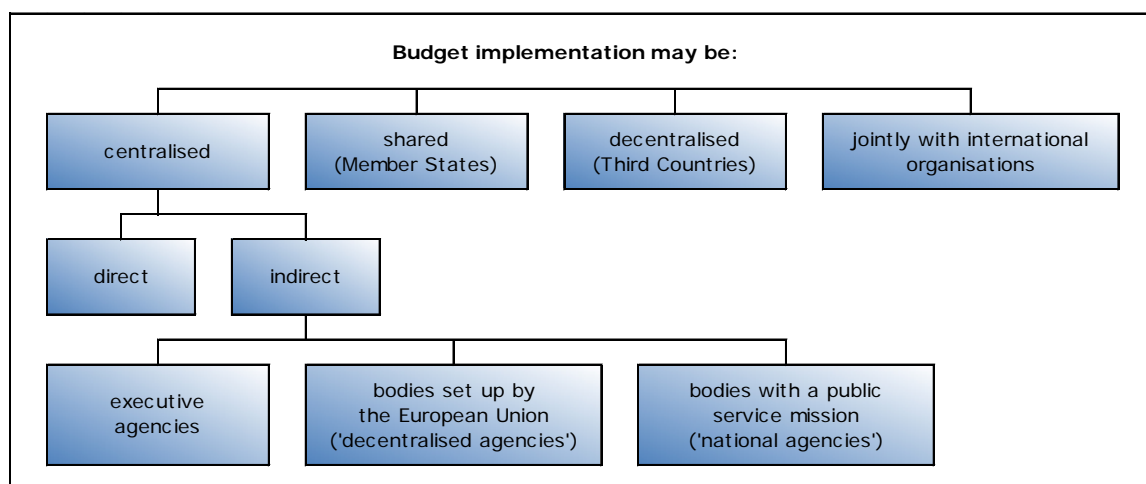 Budget implementation may be:
centralised
shared
(Member States)
decentralised
(Third Countries)
jointly with international
organisations
direct
indirect
executive
agencies
bodies set up by
the European Union
('decentralised agencies')
bodies with a public
service mission
('national agencies')